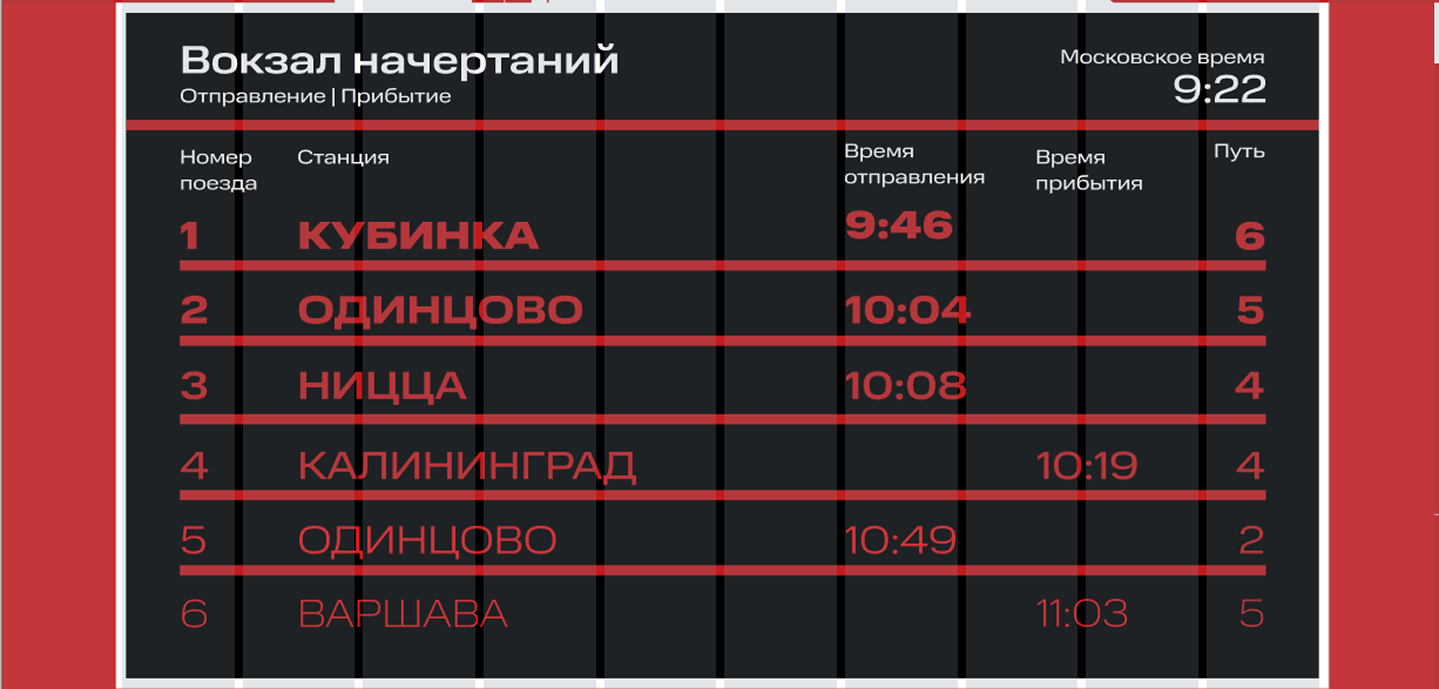 Вокзал начертаний
Отправление | Прибытие
Московское время
9:22
Номер поезда
Станция
Время отправления
Время прибытия
Путь
1 КУБИНКА 9:46 6
2 ОДИНЦОВО 10:04 5
3 НИЦЦА 10:08 4
4 КАЛИНИНГРАД 10:19 4
5 ОДИНЦОВО 10:49 2
6 ВАРШАВА 11:03 5